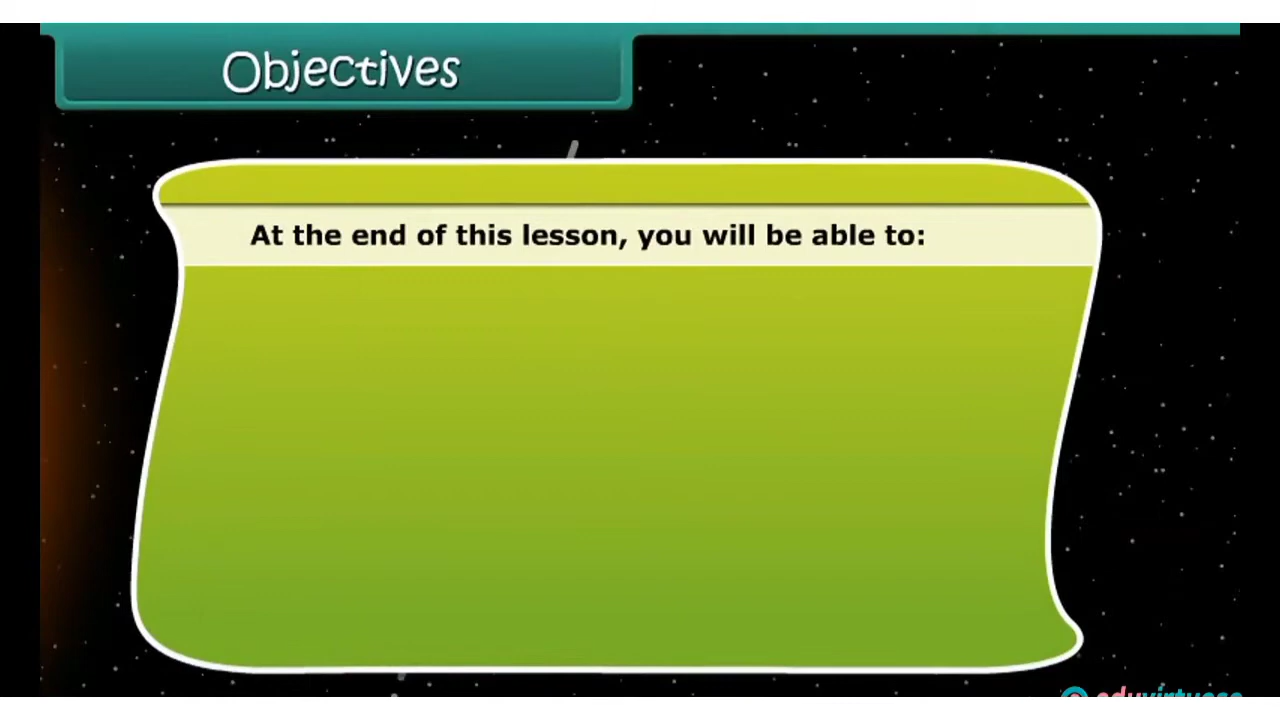 Objectives
At the end of this lesson, you will be able to:
eduvirtuoso